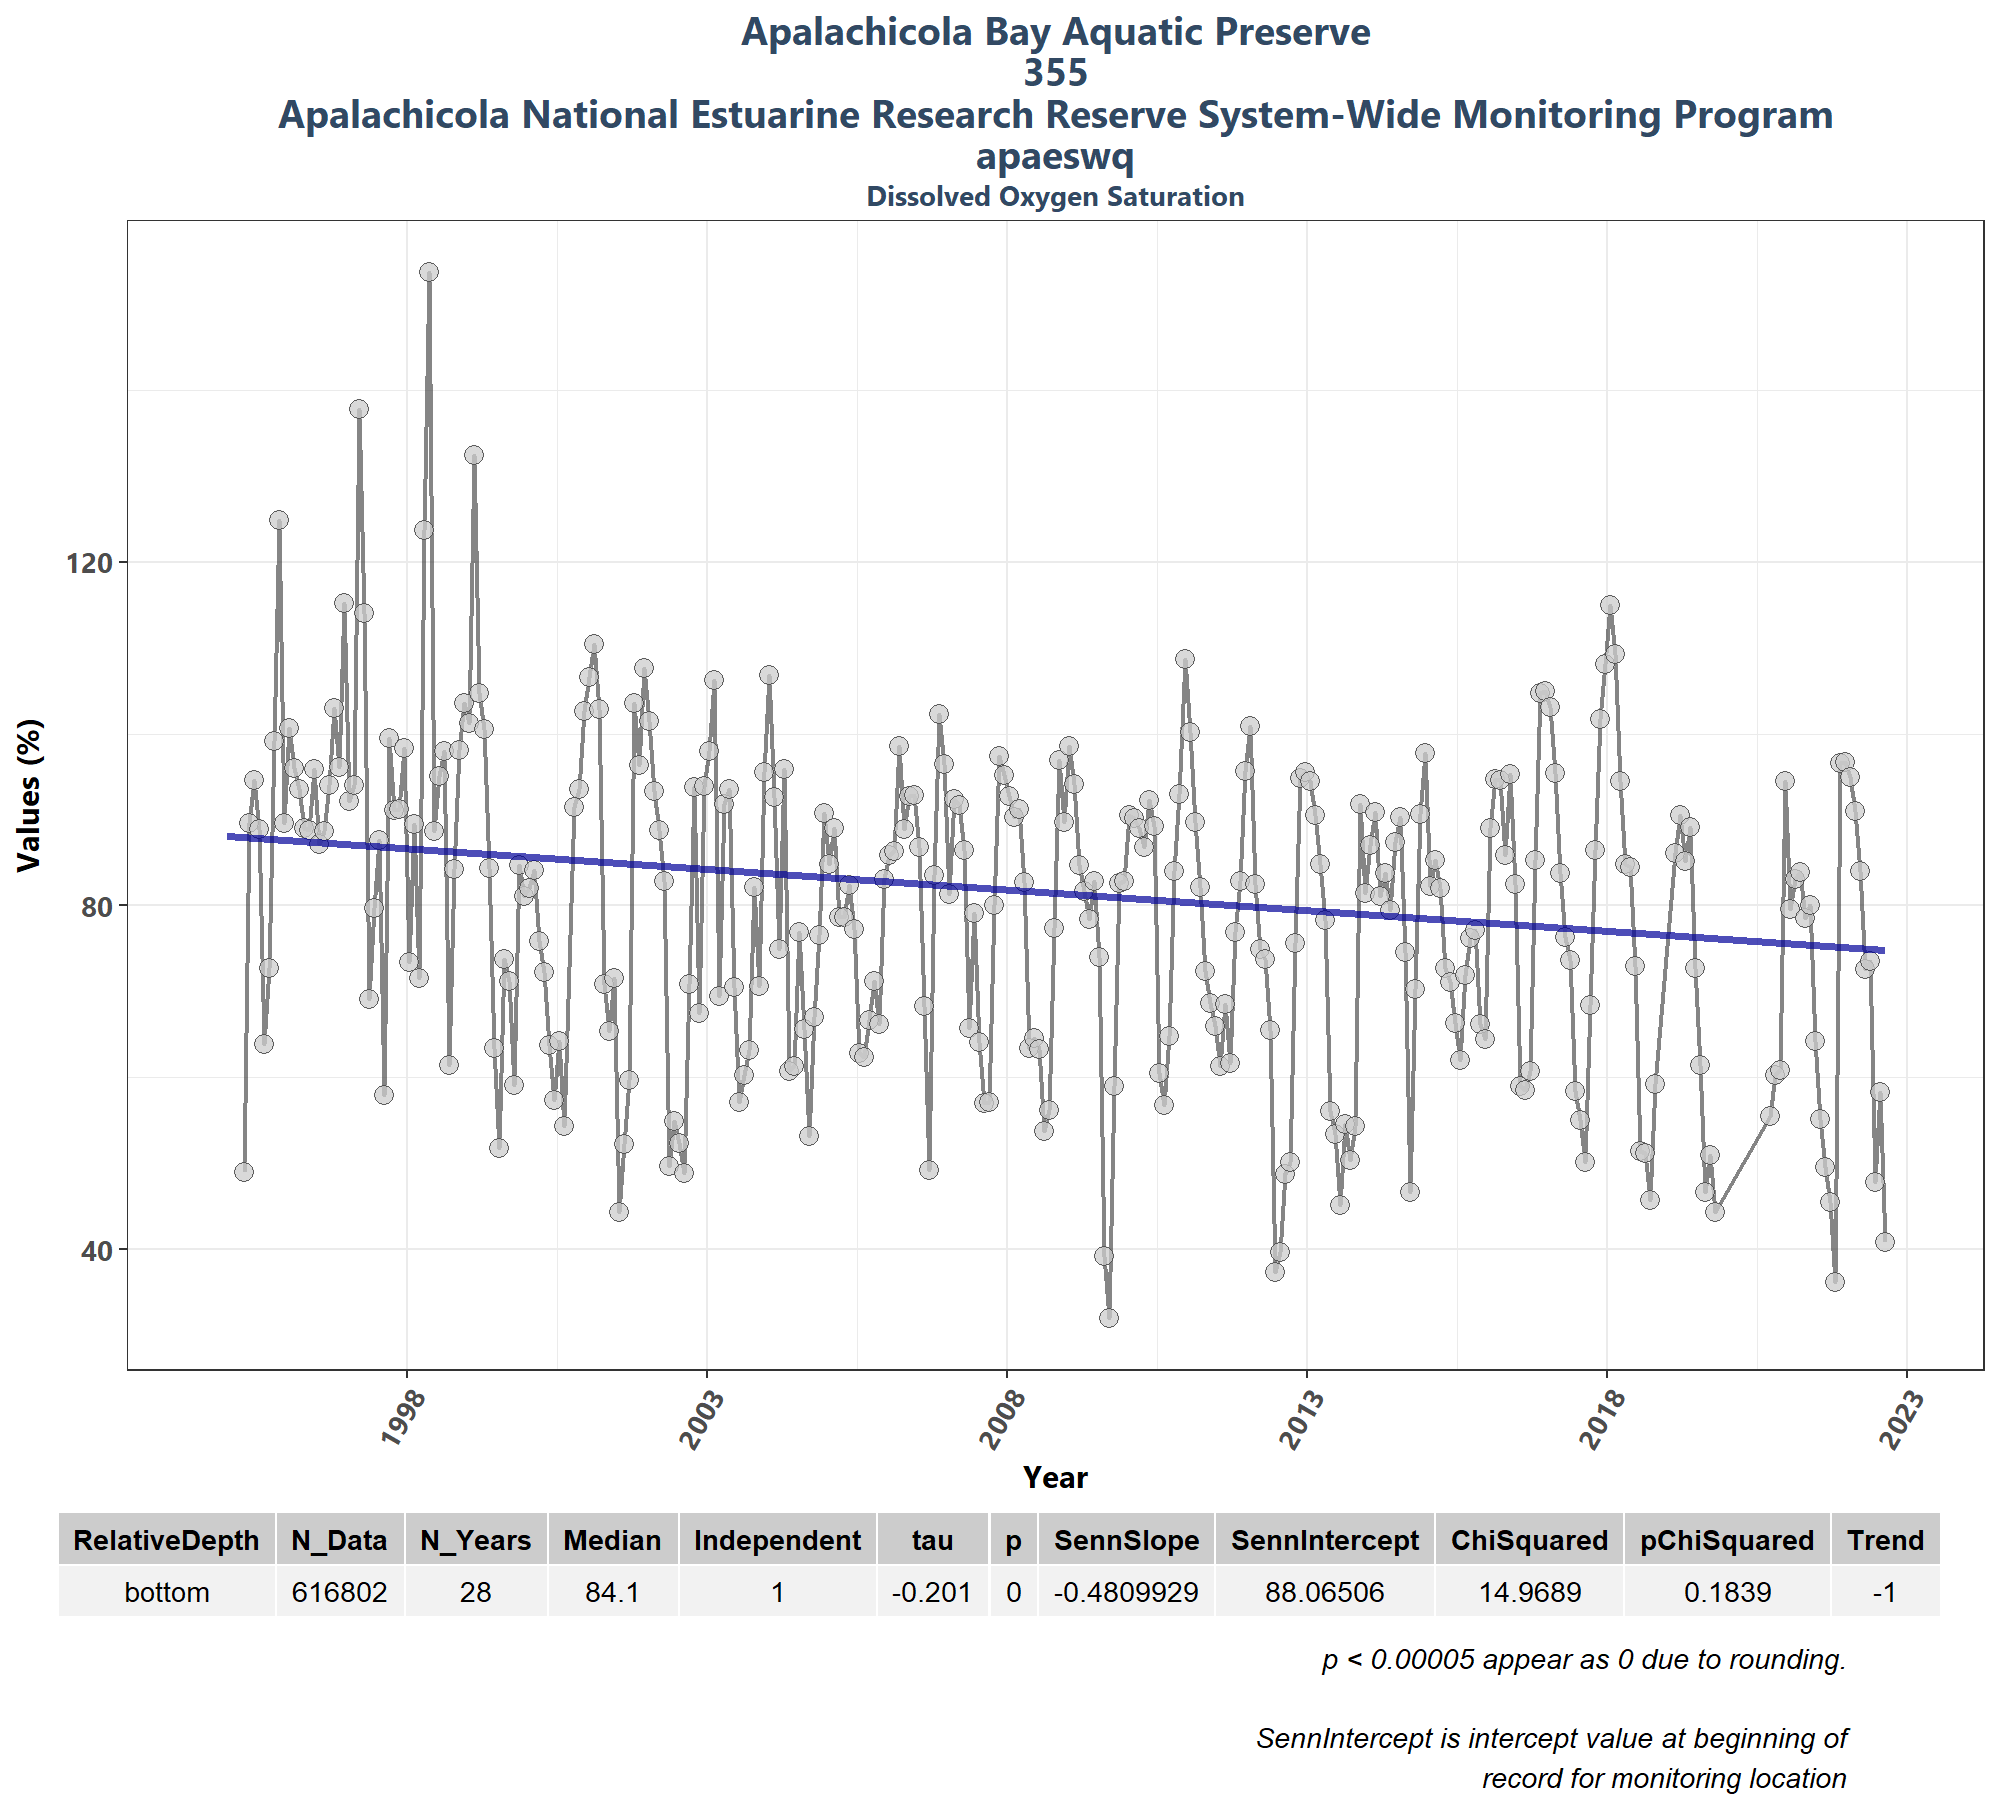 Apalachicola Bay Aquatic Preserve
355
Apalachicola National Estuarine Research Reserve System-Wide Monitoring Program
apaeswq
Dissolved Oxygen Saturation
Values (%)
120
80
40
1998 2003 2008 2013 2018 2023
Year
RelativeDepth N_Data N_Years Median Independent tau p SennSlope SennIntercept ChiSquared pChiSquared Trend
bottom 616802 28 84.1 1 -0.201 0 -0.4809929 88.06506 14.9689 0.1839 -1
p < 0.00005 appear as 0 due to rounding.
SennIntercept is intercept value at beginning of
record for monitoring location